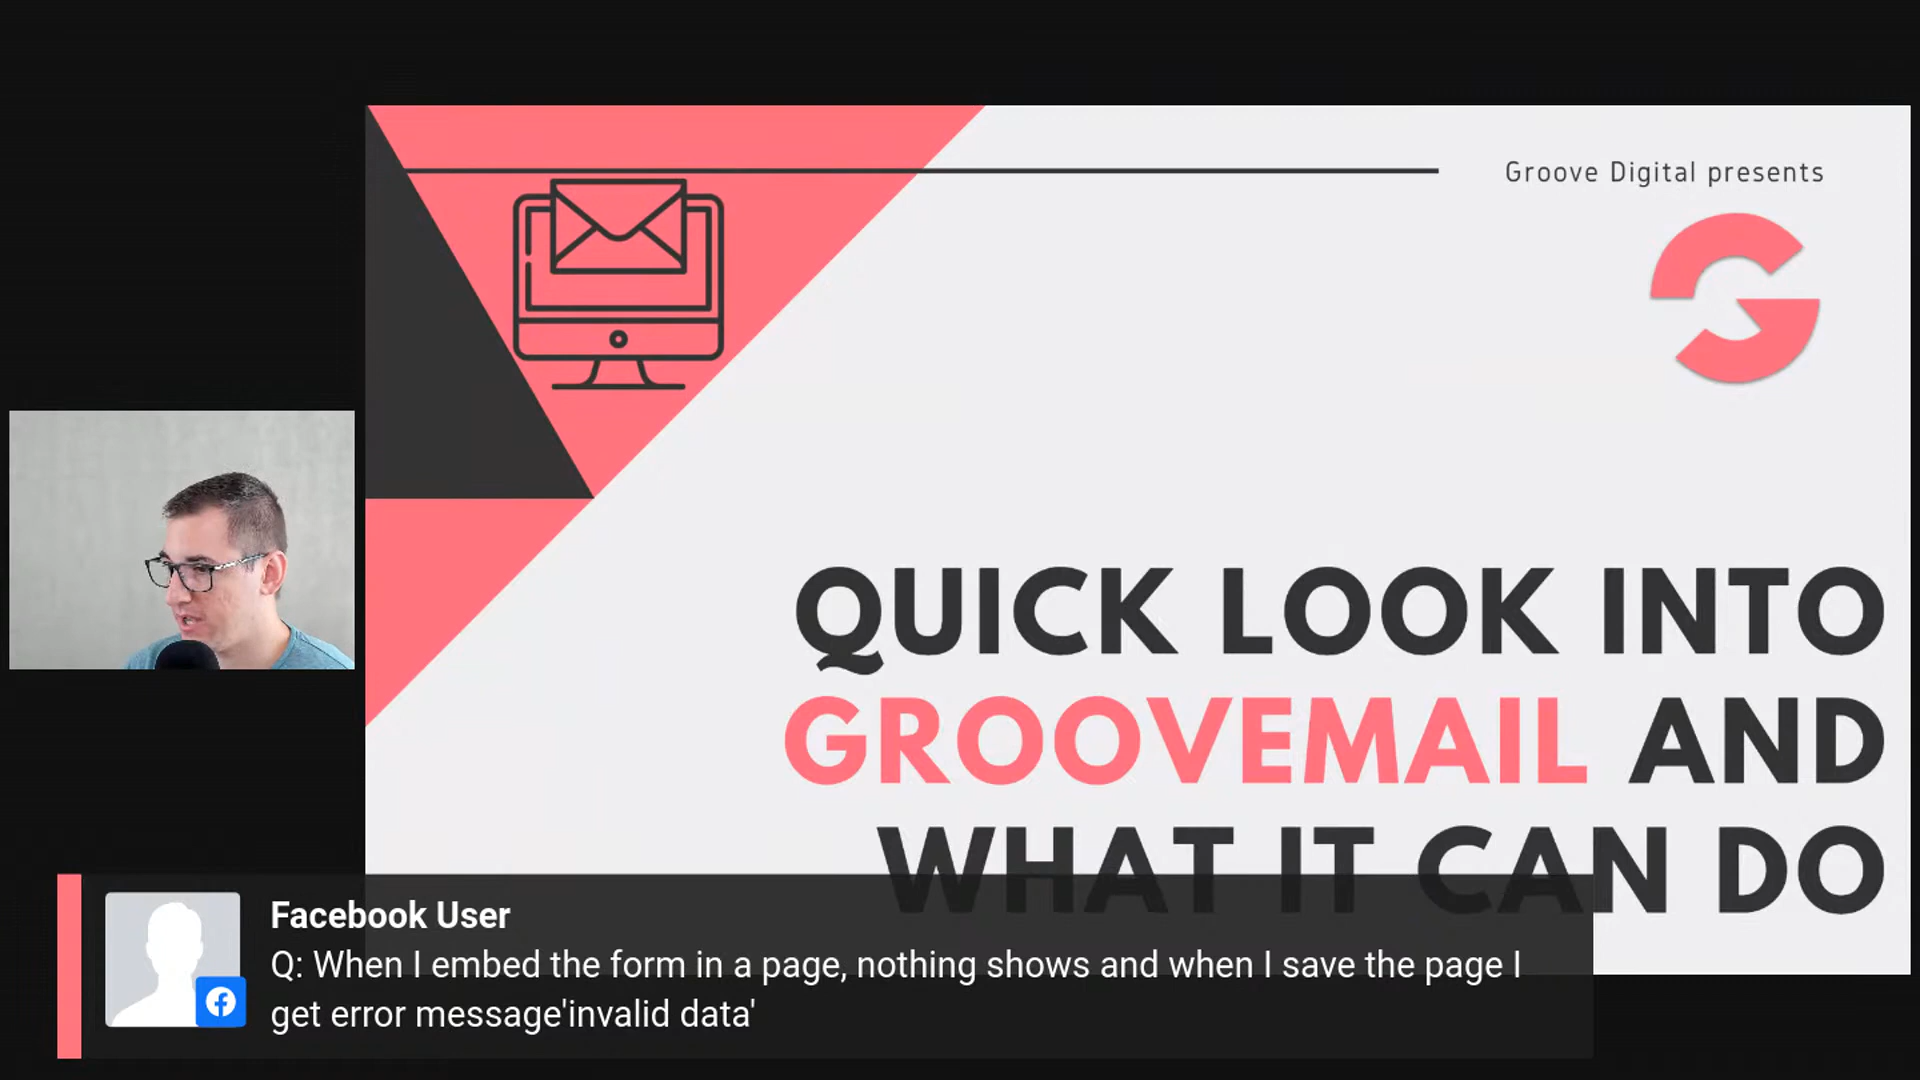 Groove Digital presents
QUICK LOOK INTO
GROOVEMAIL AND
WHAT IT CAN DO
Facebook User
Q: When I embed the form in a page, nothing shows and when I save the page I
get error message'invalid data'